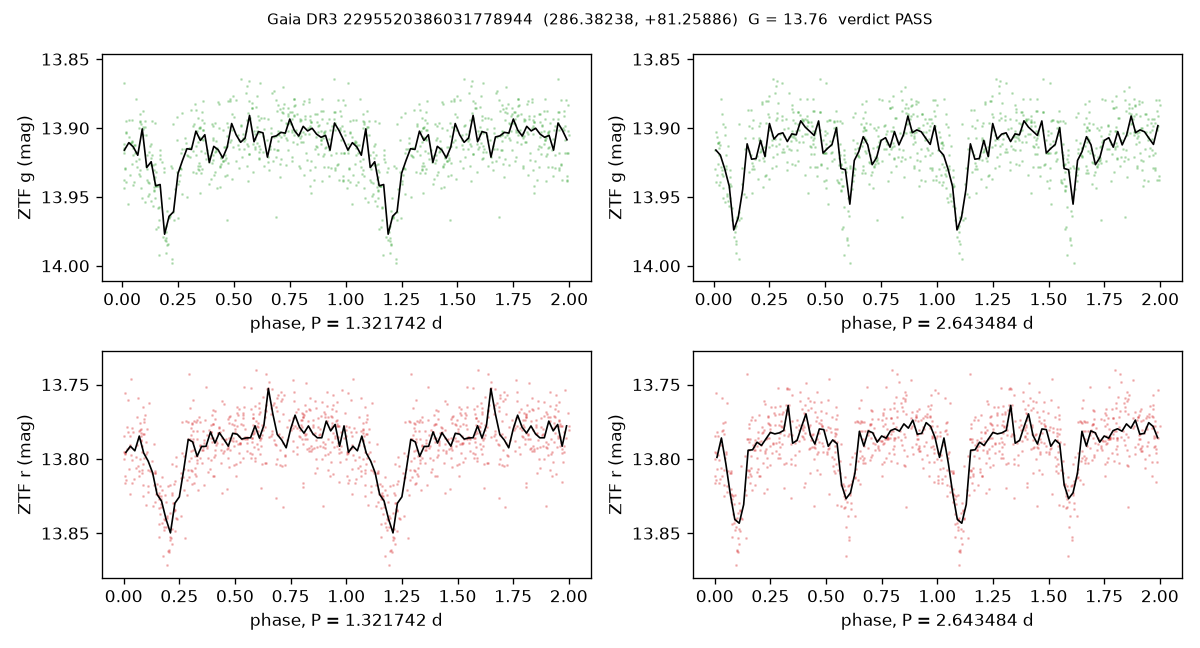 Gaia DR3 2295520386031778944 (286.38238, +81.25886) G = 13.76 verdict PASS
13.85
13.90
13.95
14.00
ZTF g (mag)
0.00 0.25 0.50 0.75 1.00 1.25 1.50 1.75 2.00
phase, P = 1.321742 d
13.85
13.90
13.95
14.00
ZTF g (mag)
0.00 0.25 0.50 0.75 1.00 1.25 1.50 1.75 2.00
phase, P = 2.643484 d
13.75
13.80
13.85
ZTF r (mag)
0.00 0.25 0.50 0.75 1.00 1.25 1.50 1.75 2.00
phase, P = 1.321742 d
13.75
13.80
13.85
ZTF r (mag)
0.00 0.25 0.50 0.75 1.00 1.25 1.50 1.75 2.00
phase, P = 2.643484 d